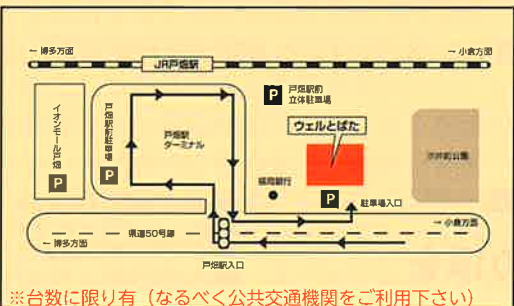 ← 博多方面
→ 小倉方面
JR戸畑駅
イオンモール戸畑
P
戸畑駅前駐車場
P
戸畑駅
ターミナル
P
戸畑駅前
立体駐車場
ウェルとばた
福岡銀行
P
駐車場入口
県道50号線
← 博多方面
→ 小倉方面
戸畑駅入口
※台数に限り有（なるべく公共交通機関をご利用下さい）